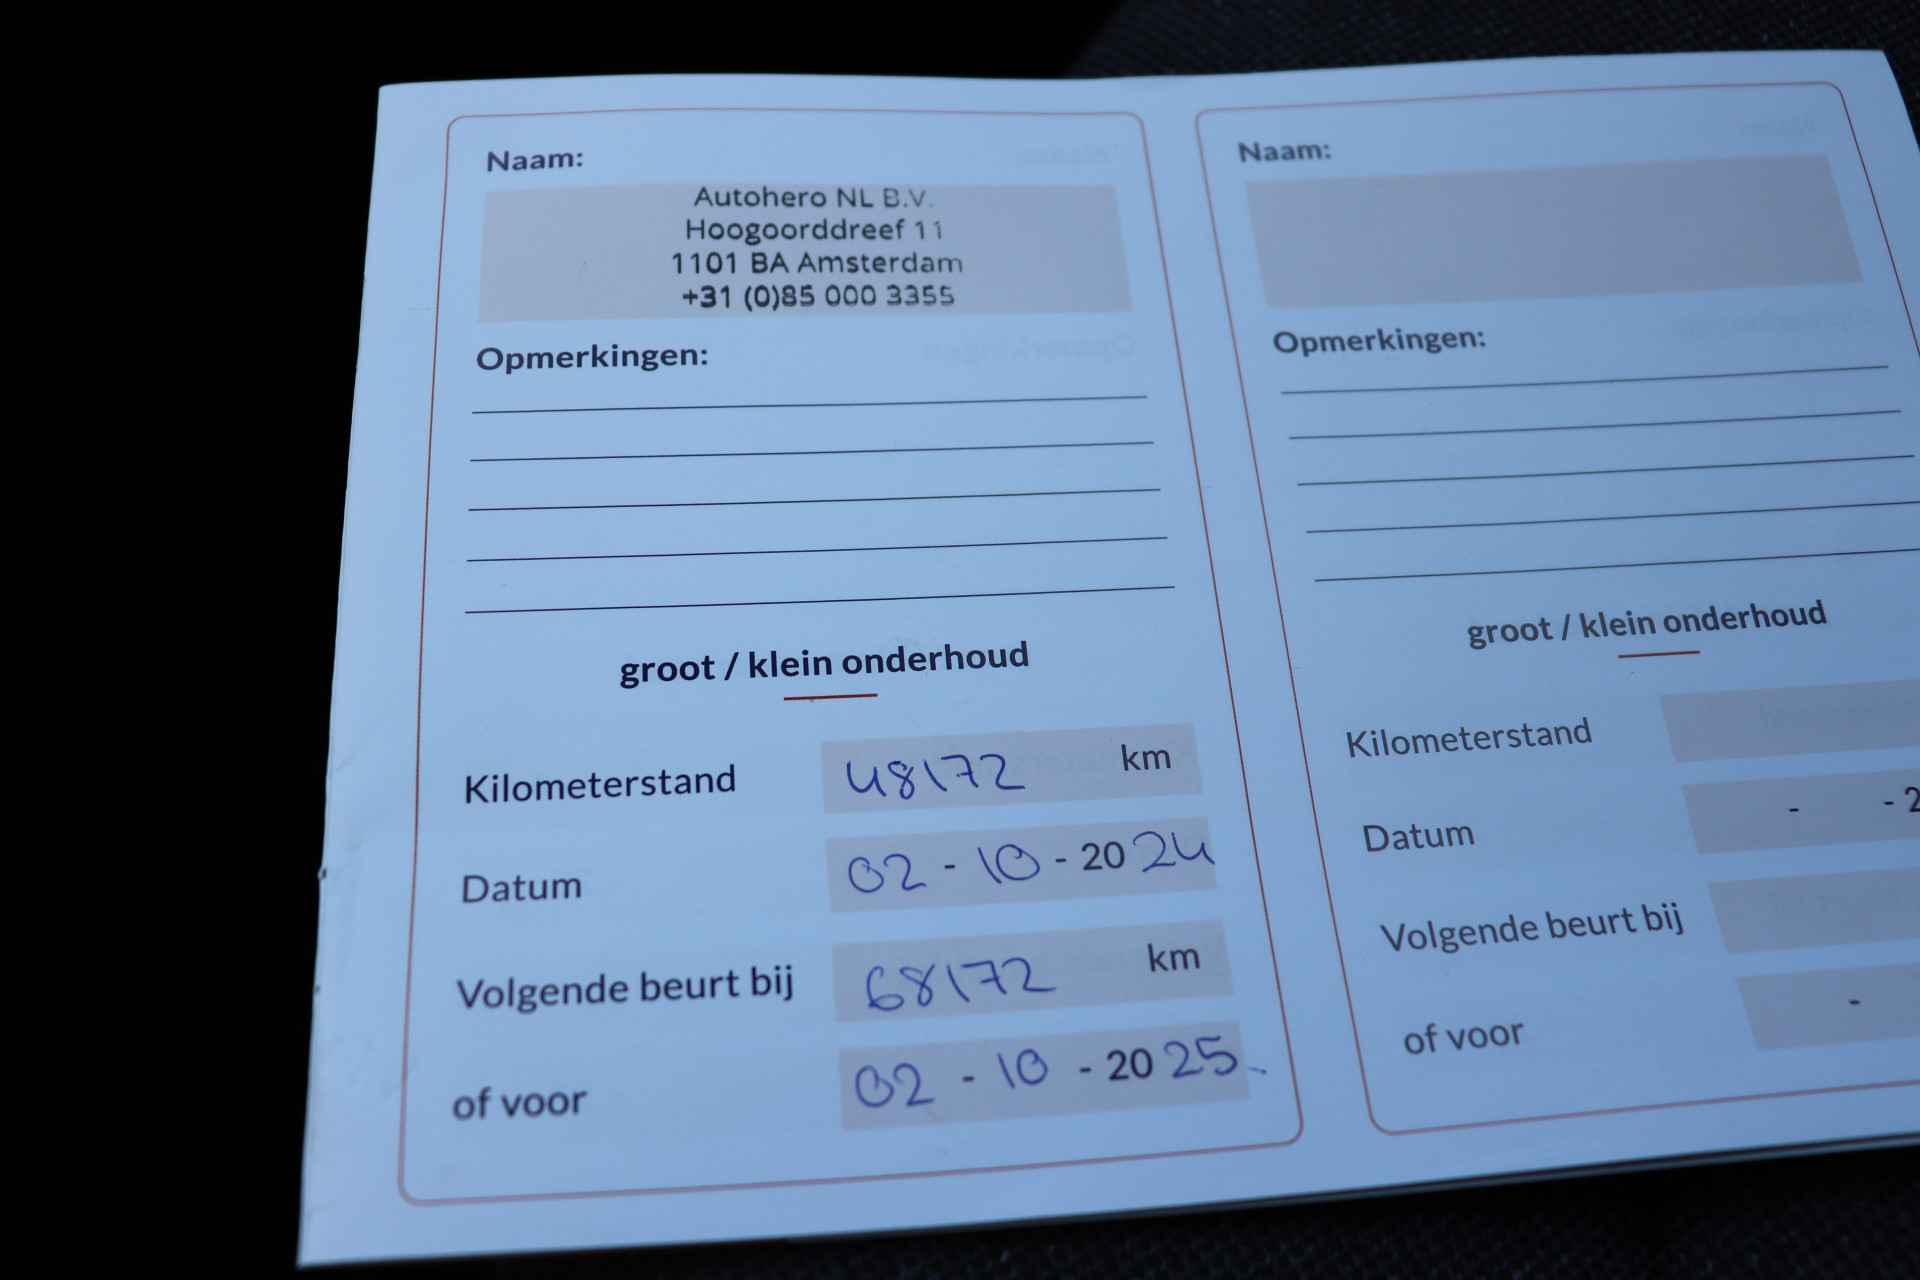 Naam:
Autohero NL B.V.
Hoogoorddreef 11
1101 BA Amsterdam
+31 (0)85 000 3355
Opmerkingen:
groot / klein onderhoud
Kilometerstand 48172 km
Datum 02 - 10 - 2024
Volgende beurt bij 68172 km
of voor 02 - 10 - 2025
Naam:
Opmerkingen:
groot / klein onderhoud
Kilometerstand
Datum - - 2
Volgende beurt bij
of voor -